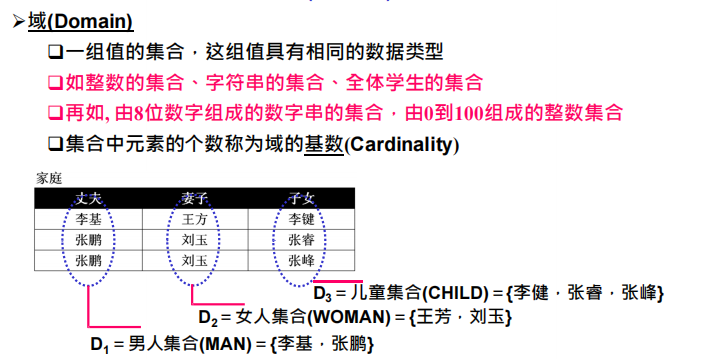 ➢域(Domain)
❑一组值的集合，这组值具有相同的数据类型
❑如整数的集合、字符串的集合、全体学生的集合
❑再如, 由8位数字组成的数字串的集合，由0到100组成的整数集合
❑集合中元素的个数称为域的基数(Cardinality)
家庭
丈夫 妻子 子女
李基 王方 李键
张鹏 刘玉 张睿
张鹏 刘玉 张峰
D3＝儿童集合(CHILD)＝{李健，张睿，张峰}
D2＝女人集合(WOMAN)＝{王芳，刘玉}
D1＝男人集合(MAN)＝{李基，张鹏}